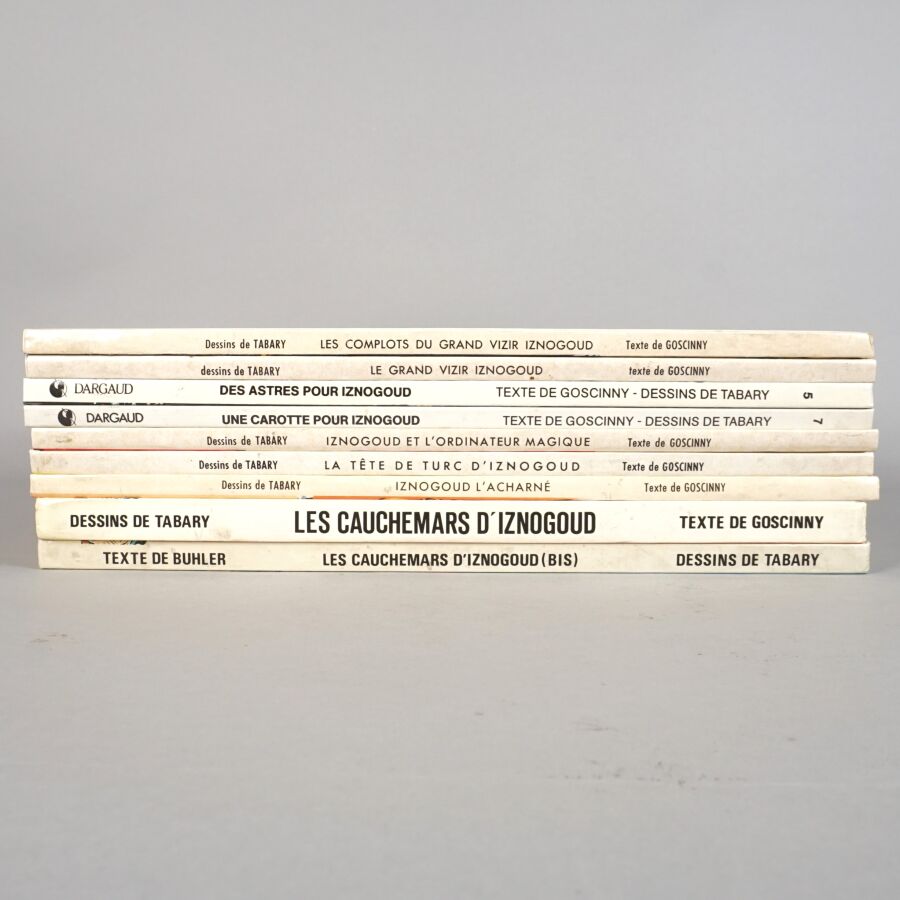 Dessins de TABARY LES COMPLOTS DU GRAND VIZIR IZNOGOUD Texte de GOSCINNY
dessins de TABARY LE GRAND VIZIR IZNOGOUD texte de GOSCINNY
DARGAUD DES ASTRES POUR IZNOGOUD TEXTE DE GOSCINNY - DESSINS DE TABARY 5
DARGAUD UNE CAROTTE POUR IZNOGOUD TEXTE DE GOSCINNY - DESSINS DE TABARY 7
Dessins de TABARY IZNOGOUD ET L'ORDINATEUR MAGIQUE Texte de GOSCINNY
Dessins de TABARY LA TÊTE DE TURC D'IZNOGOUD Texte de GOSCINNY
Dessins de TABARY IZNOGOUD L'ACHARNÉ Texte de GOSCINNY
DESSINS DE TABARY LES CAUCHEMARS D'IZNOGOUD TEXTE DE GOSCINNY
TEXTE DE BUHLER LES CAUCHEMARS D'IZNOGOUD (BIS) DESSINS DE TABARY